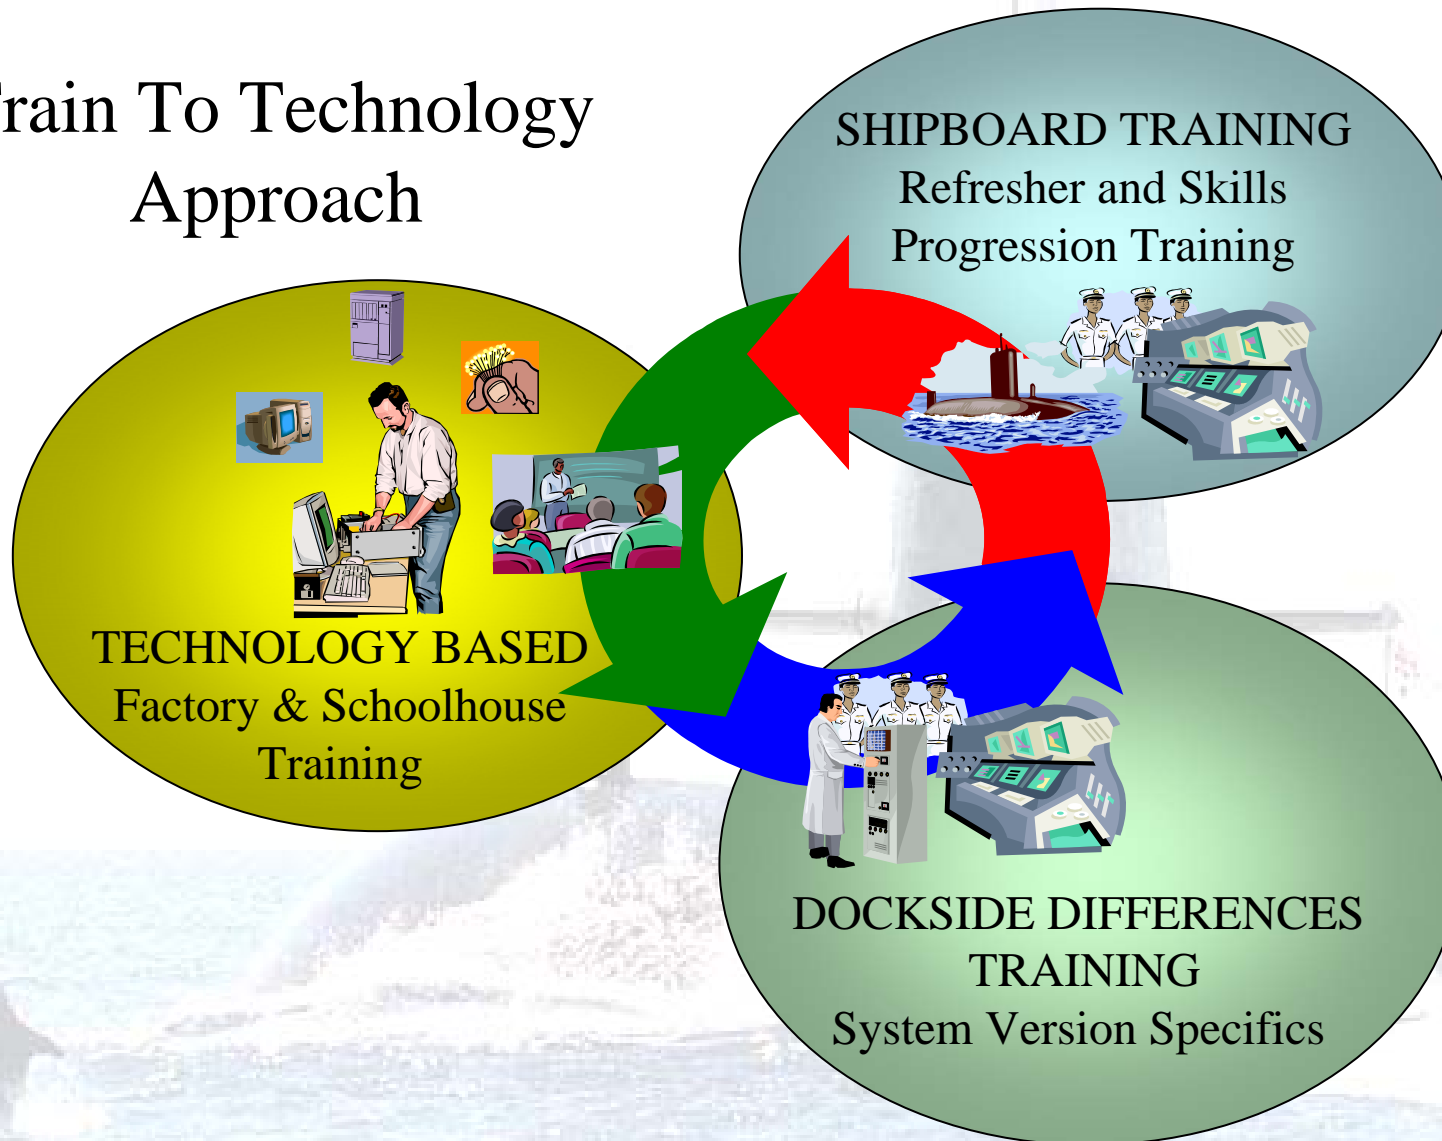 rain To Technology
Approach
SHIPBOARD TRAINING
Refresher and Skills
Progression Training
TECHNOLOGY BASED
Factory & Schoolhouse
Training
DOCKSIDE DIFFERENCES
TRAINING
System Version Specifics